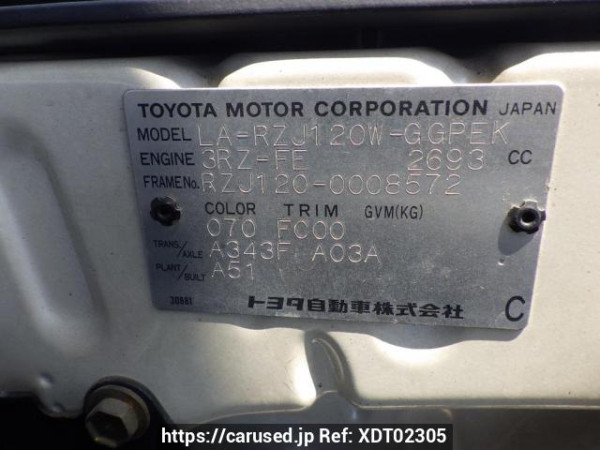 TOYOTA MOTOR CORPORATION JAPAN
MODEL LA-RZJ120W-GGPEK
ENGINE 3RZ-FE 2693 CC
FRAME No. RZJ120-0008572
COLOR TRIM GVM(KG)
070 FC00
TRANS/AXLE A343F A03A
PLANT/BUILT A51
30881 トヨタ自動車株式会社 C
https://carused.jp Ref: XDT02305